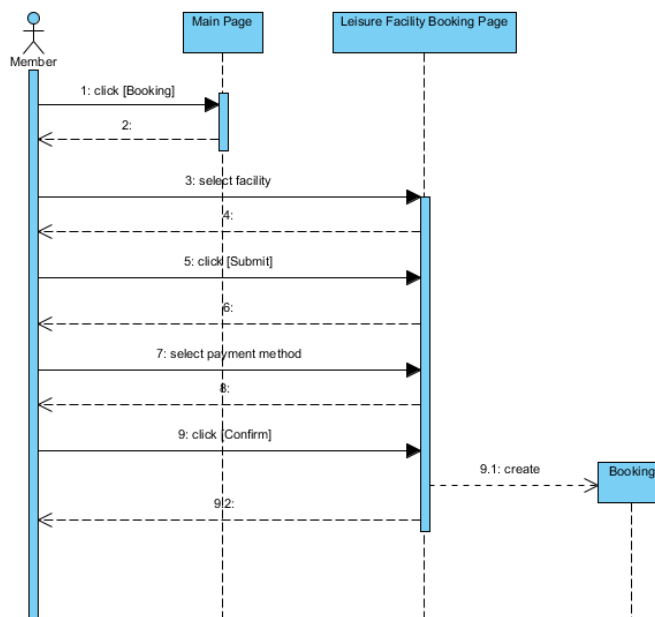 Main Page
Leisure Facility Booking Page
Member
1: click [Booking]
2:
3: select facility
4:
5: click [Submit]
6:
7: select payment method
8:
9: click [Confirm]
9.1: create
Booking
9.2: